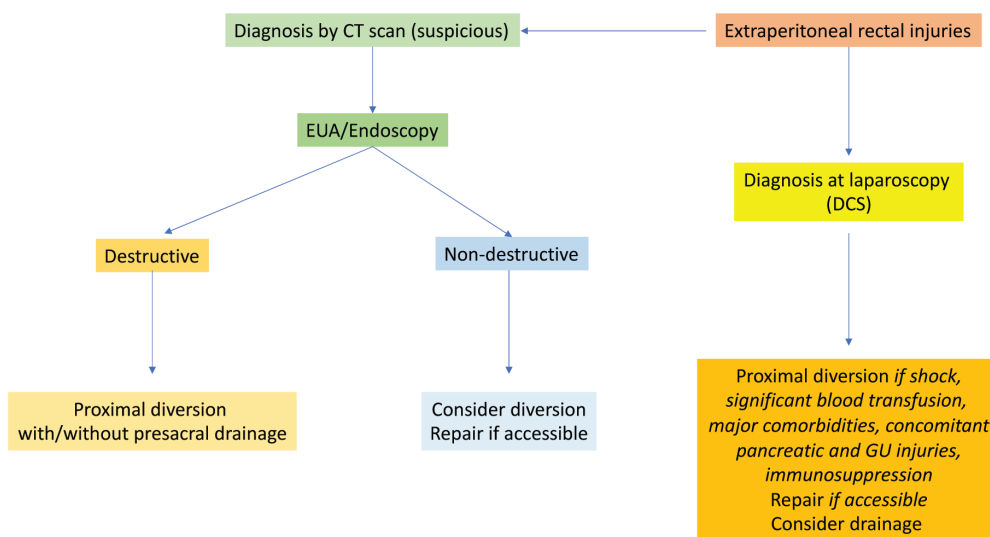 Diagnosis by CT scan (suspicious)
Extraperitoneal rectal injuries
EUA/Endoscopy
Diagnosis at laparoscopy
(DCS)
Destructive
Non-destructive
Proximal diversion
with/without presacral drainage
Consider diversion
Repair if accessible
Proximal diversion if shock,
significant blood transfusion,
major comorbidities, concomitant
pancreatic and GU injuries,
immunosuppression
Repair if accessible
Consider drainage